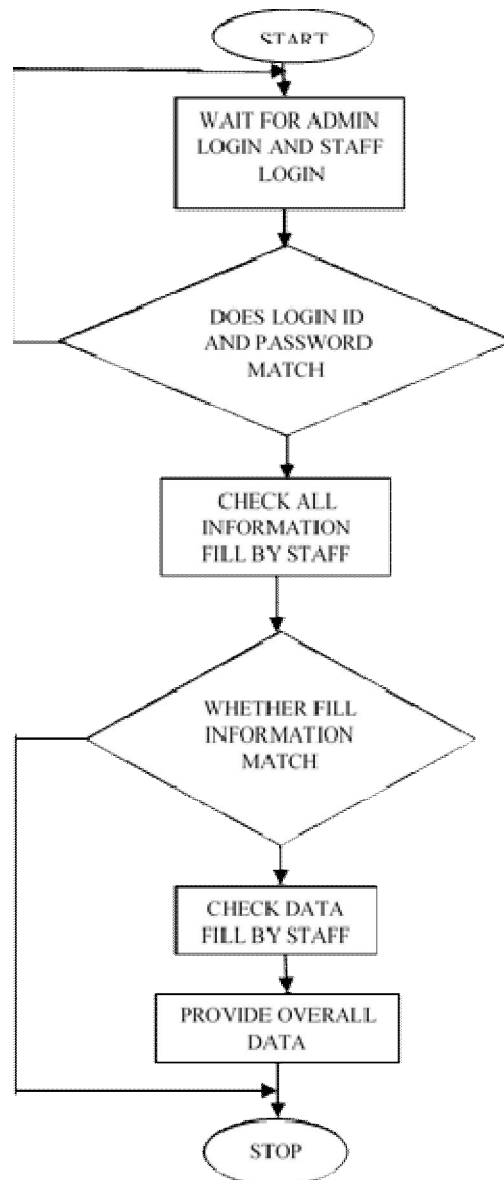 START
WAIT FOR ADMIN
LOGIN AND STAFF
LOGIN
DOES LOGIN ID
AND PASSWORD
MATCH
CHECK ALL
INFORMATION
FILL BY STAFF
WHETHER FILL
INFORMATION
MATCH
CHECK DATA
FILL BY STAFF
PROVIDE OVERALL
DATA
STOP